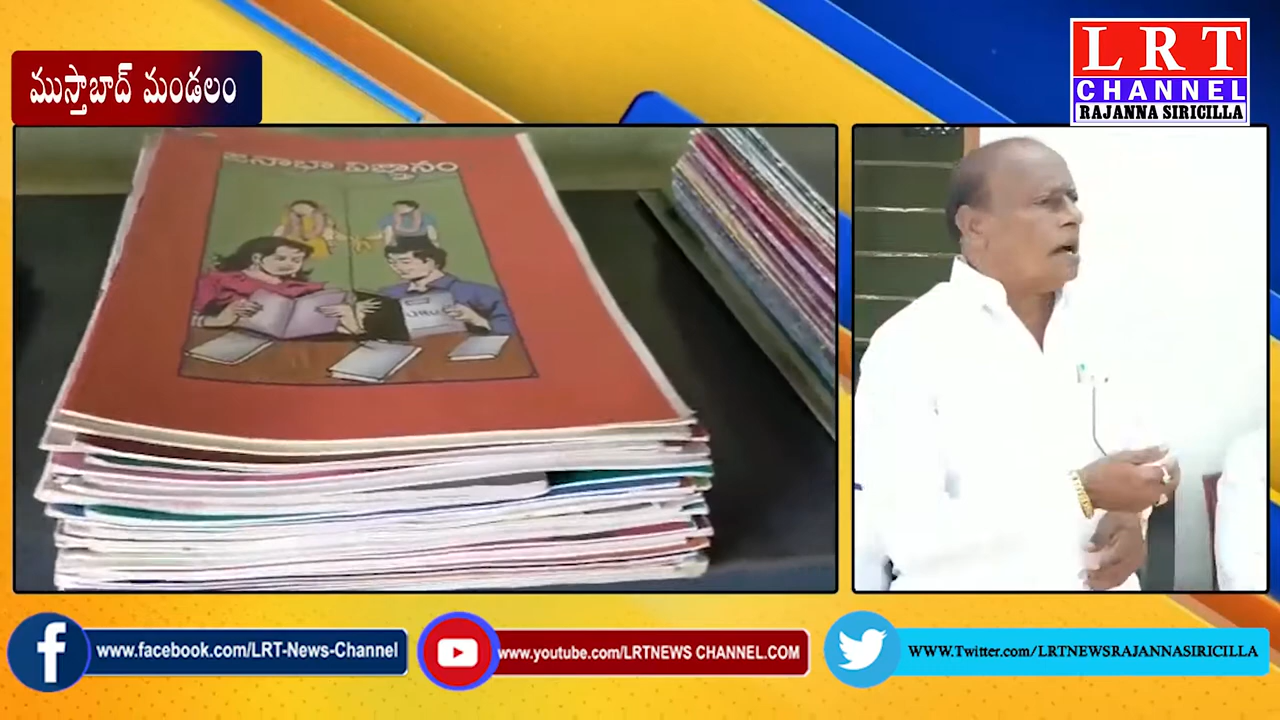 ముస్తాబాద్ మండలం
LRT
CHANNEL
RAJANNA SIRICILLA
జనాభా విజ్ఞానం
www.facebook.com/LRT-News-Channel
www.youtube.com/LRTNEWS CHANNEL.COM
WWW.Twitter.com/LRTNEWSRAJANNASIRICILLA